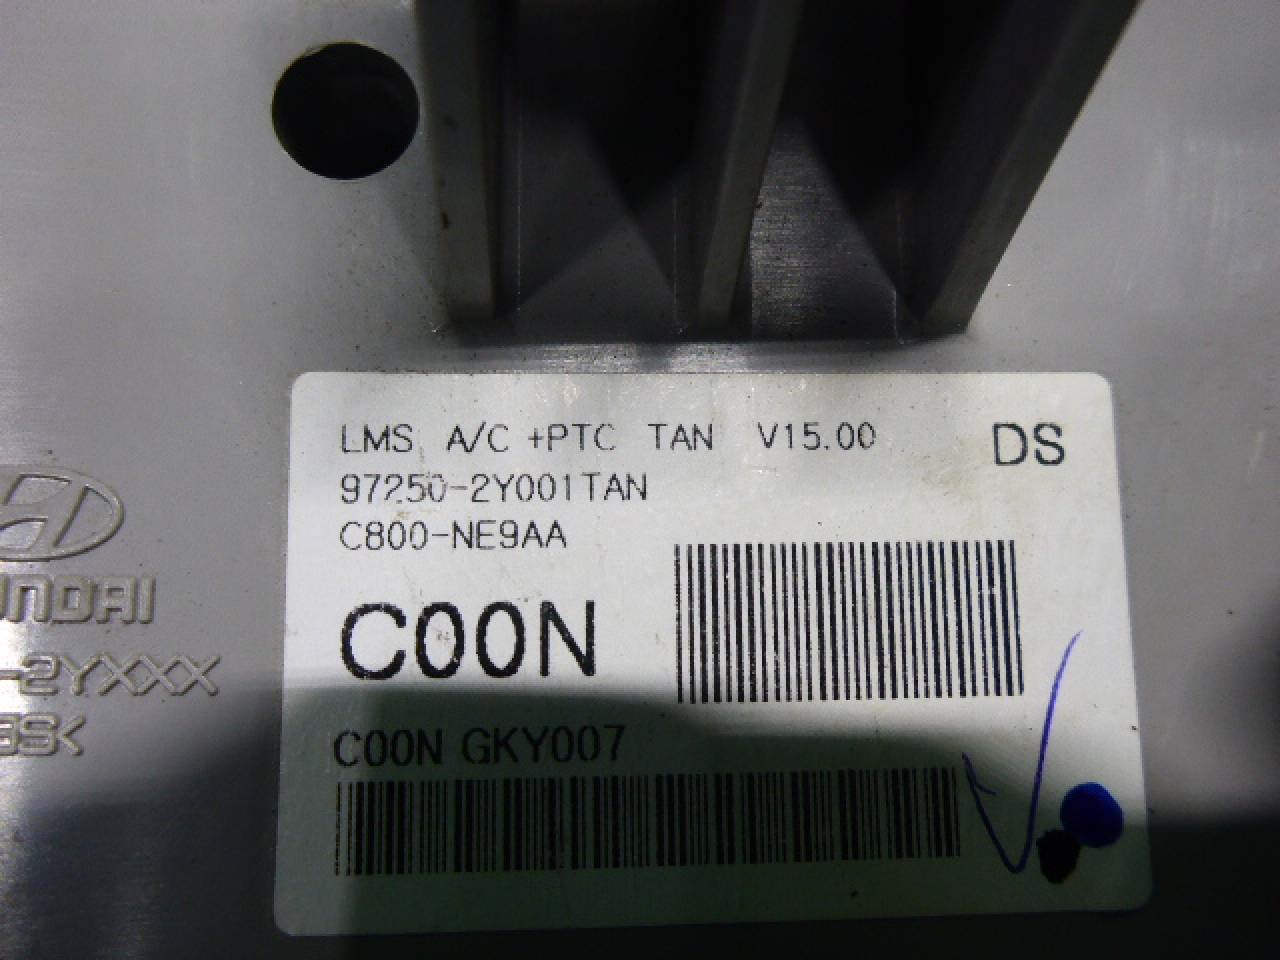 LMS A/C +PTC TAN V15.00 DS
97250-2Y001TAN
C800-NE9AA
C00N
C00N GKY007
-2YXXX